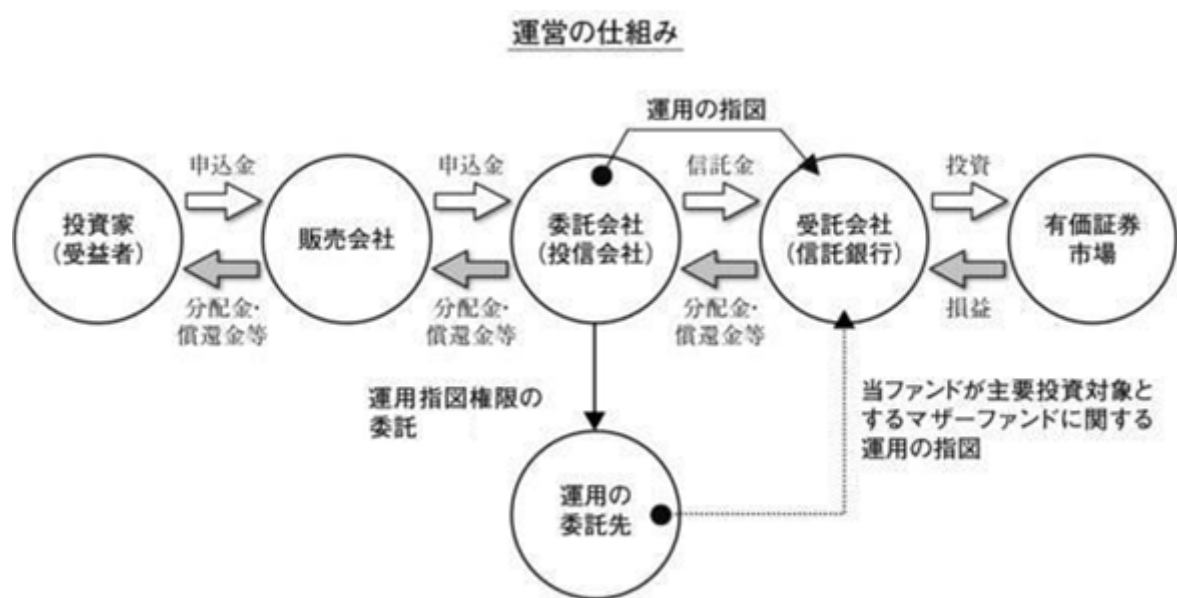 運営の仕組み
運用の指図
申込金
申込金
信託金
投資
投資家
(受益者)
販売会社
委託会社
(投信会社)
受託会社
(信託銀行)
有価証券
市場
分配金・
償還金等
分配金・
償還金等
分配金・
償還金等
損益
運用指図権限の
委託
当ファンドが主要投資対象と
するマザーファンドに関する
運用の指図
運用の
委託先